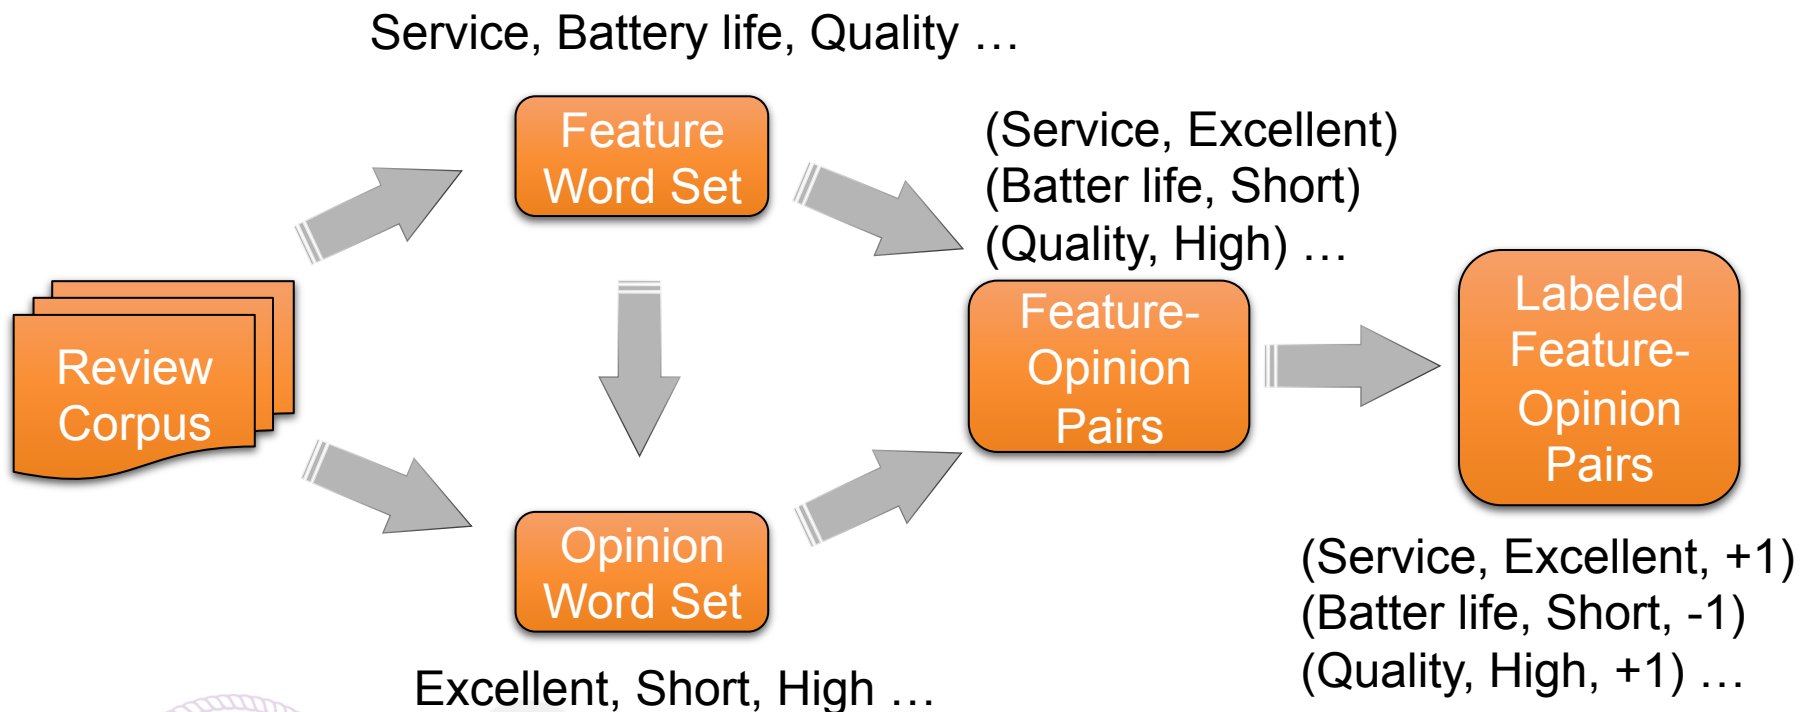 Service, Battery life, Quality …
Feature
Word Set
(Service, Excellent)
(Batter life, Short)
(Quality, High) …
Review
Corpus
Feature-
Opinion
Pairs
Labeled
Feature-
Opinion
Pairs
Opinion
Word Set
Excellent, Short, High …
(Service, Excellent, +1)
(Batter life, Short, -1)
(Quality, High, +1) …